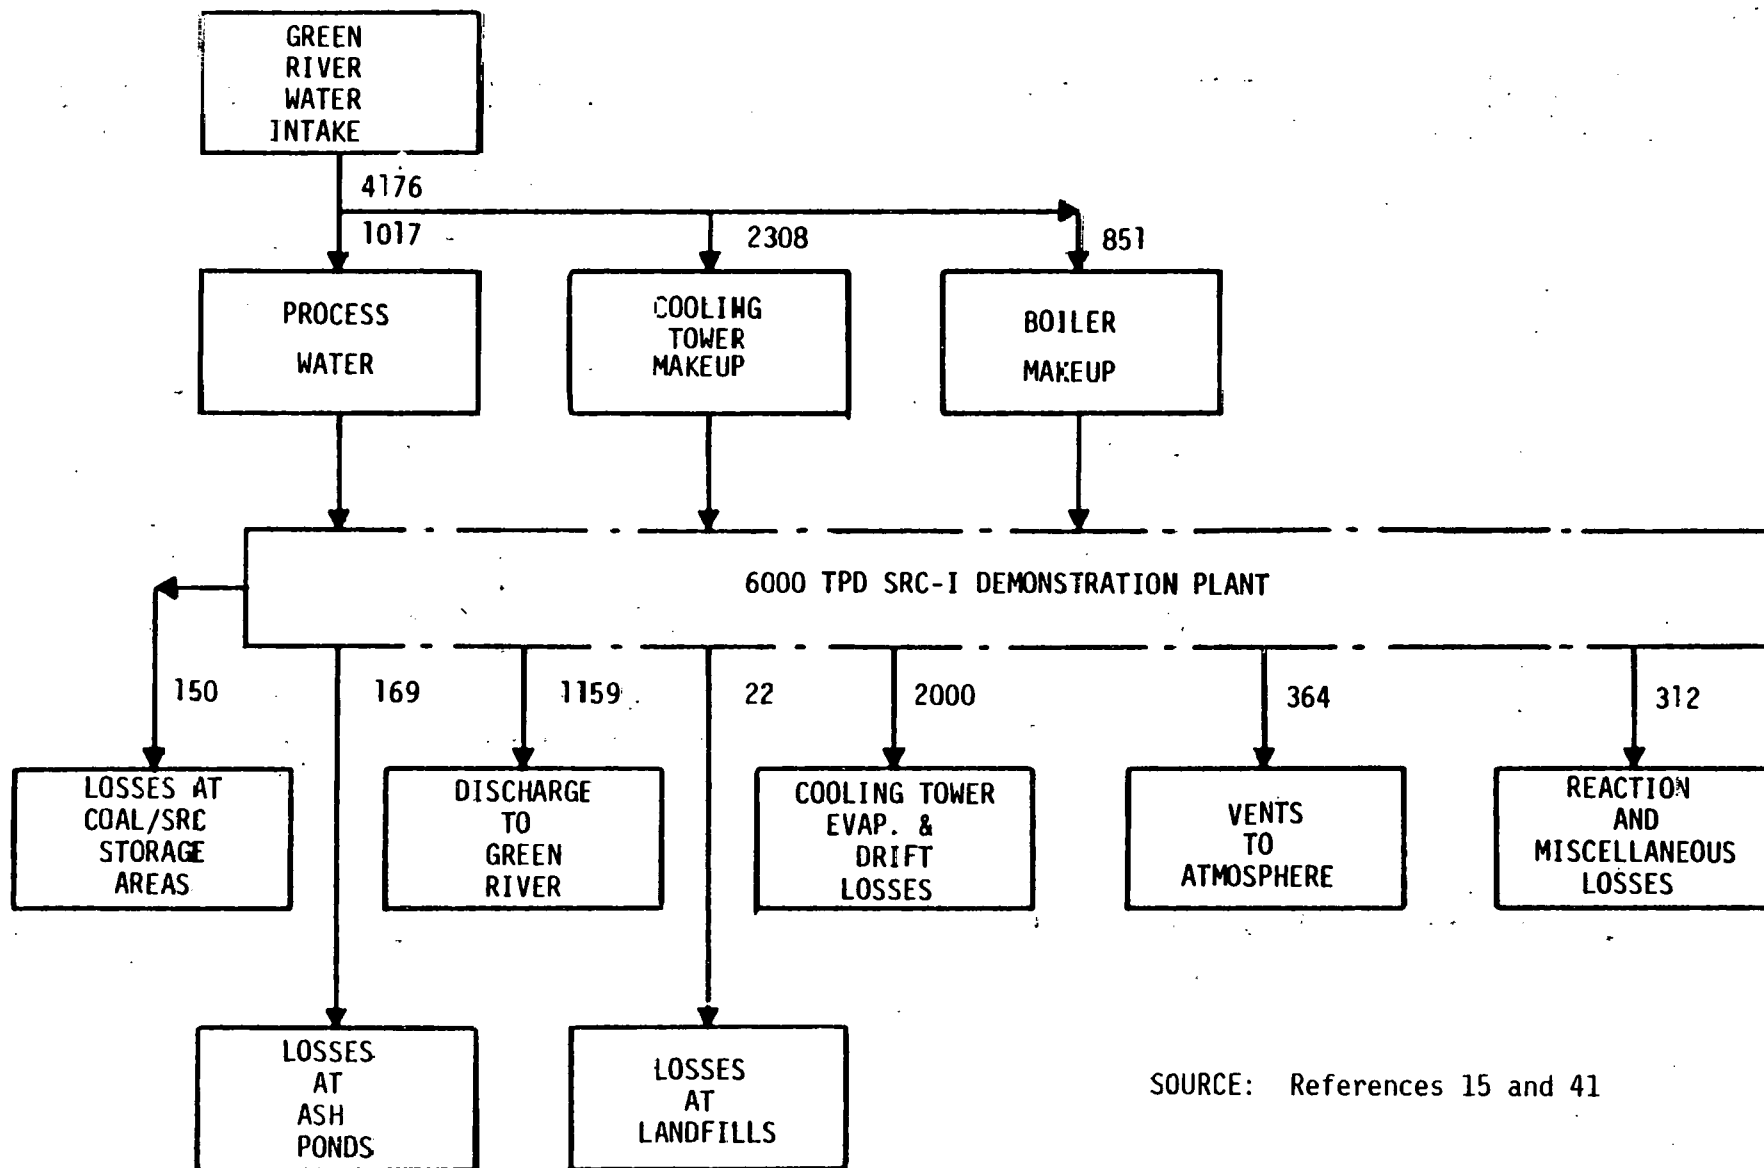 GREEN
RIVER
WATER
INTAKE
4176
1017
2308
851
PROCESS
WATER
COOLING
TOWER
MAKEUP
BOILER
MAKEUP
6000 TPD SRC-I DEMONSTRATION PLANT
150
169
1159
22
2000
364
312
LOSSES AT
COAL/SRC
STORAGE
AREAS
DISCHARGE
TO
GREEN
RIVER
COOLING TOWER
EVAP. &
DRIFT
LOSSES
VENTS
TO
ATMOSPHERE
REACTION
AND
MISCELLANEOUS
LOSSES
LOSSES
AT
ASH
PONDS
LOSSES
AT
LANDFILLS
SOURCE: References 15 and 41